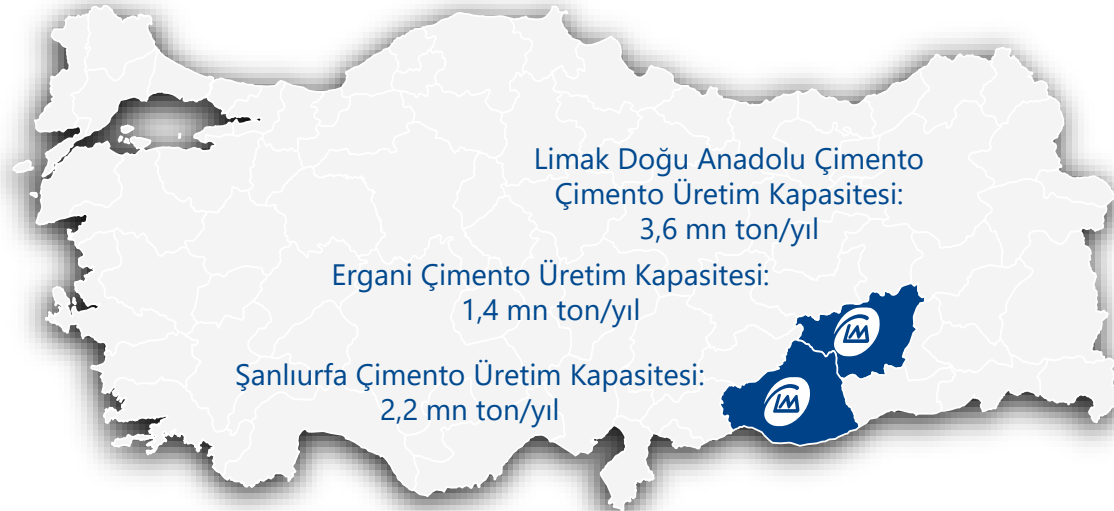 Limak Doğu Anadolu Çimento
Çimento Üretim Kapasitesi:
3,6 mn ton/yıl
Ergani Çimento Üretim Kapasitesi:
1,4 mn ton/yıl
Şanlıurfa Çimento Üretim Kapasitesi:
2,2 mn ton/yıl